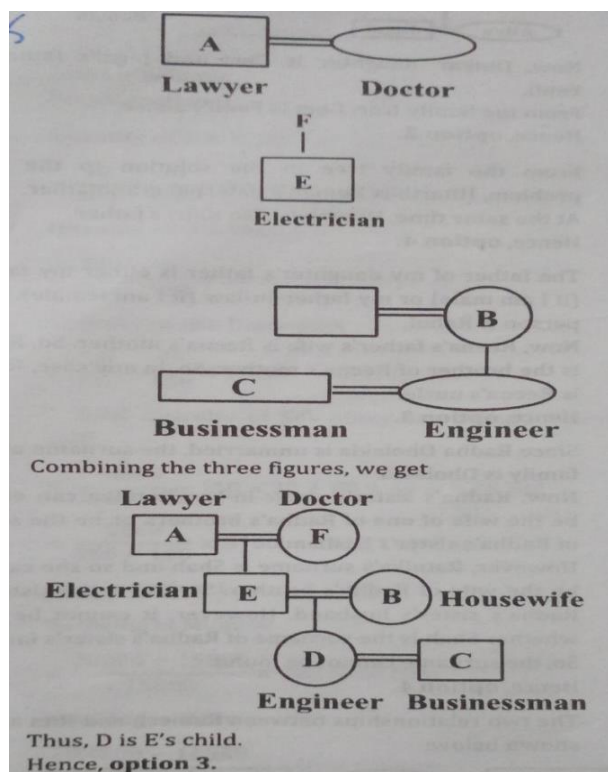 A
Lawyer Doctor
F
E
Electrician
B
C
Businessman Engineer
Combining the three figures, we get
Lawyer Doctor
A F
Electrician E B Housewife
D C
Engineer Businessman
Thus, D is E's child.
Hence, option 3.